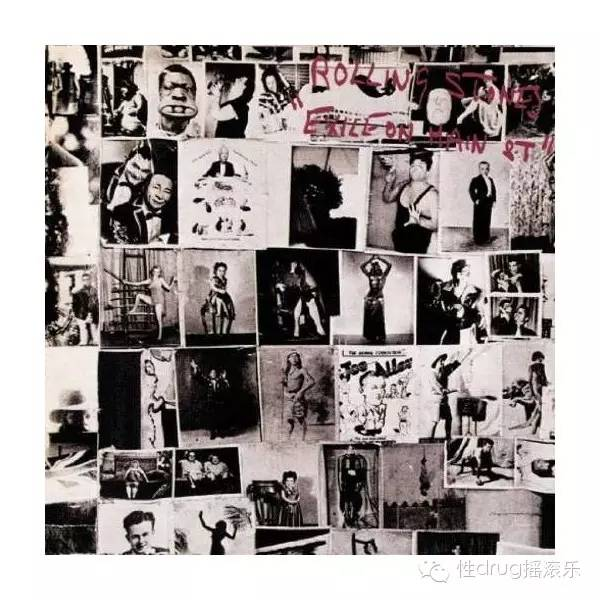 ROLLING STONES
"EXILE ON MAIN ST"
Joe Allen
性drug摇滚乐